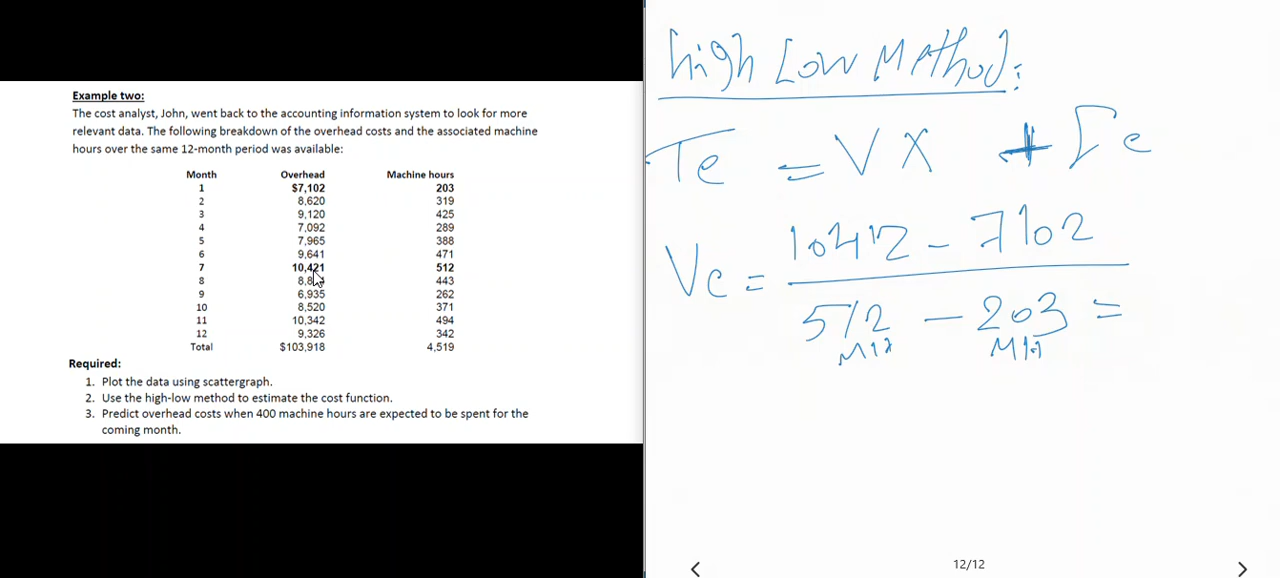 Example two:
The cost analyst, John, went back to the accounting information system to look for more
relevant data. The following breakdown of the overhead costs and the associated machine
hours over the same 12-month period was available:
Month Overhead Machine hours
1 $7,102 203
2 8,620 319
3 9,120 425
4 7,092 289
5 7,965 388
6 9,641 471
7 10,421 512
8 443
9 6,935 262
10 8,520 371
11 10,342 494
12 9,326 342
Total $103,918 4,519
Required:
1. Plot the data using scattergraph.
2. Use the high-low method to estimate the cost function.
3. Predict overhead costs when 400 machine hours are expected to be spent for the
coming month.
High Low Method:
Tc = VX + Fc
Vc = 10412 - 7102
512 - 203 =
Max Min
12/12